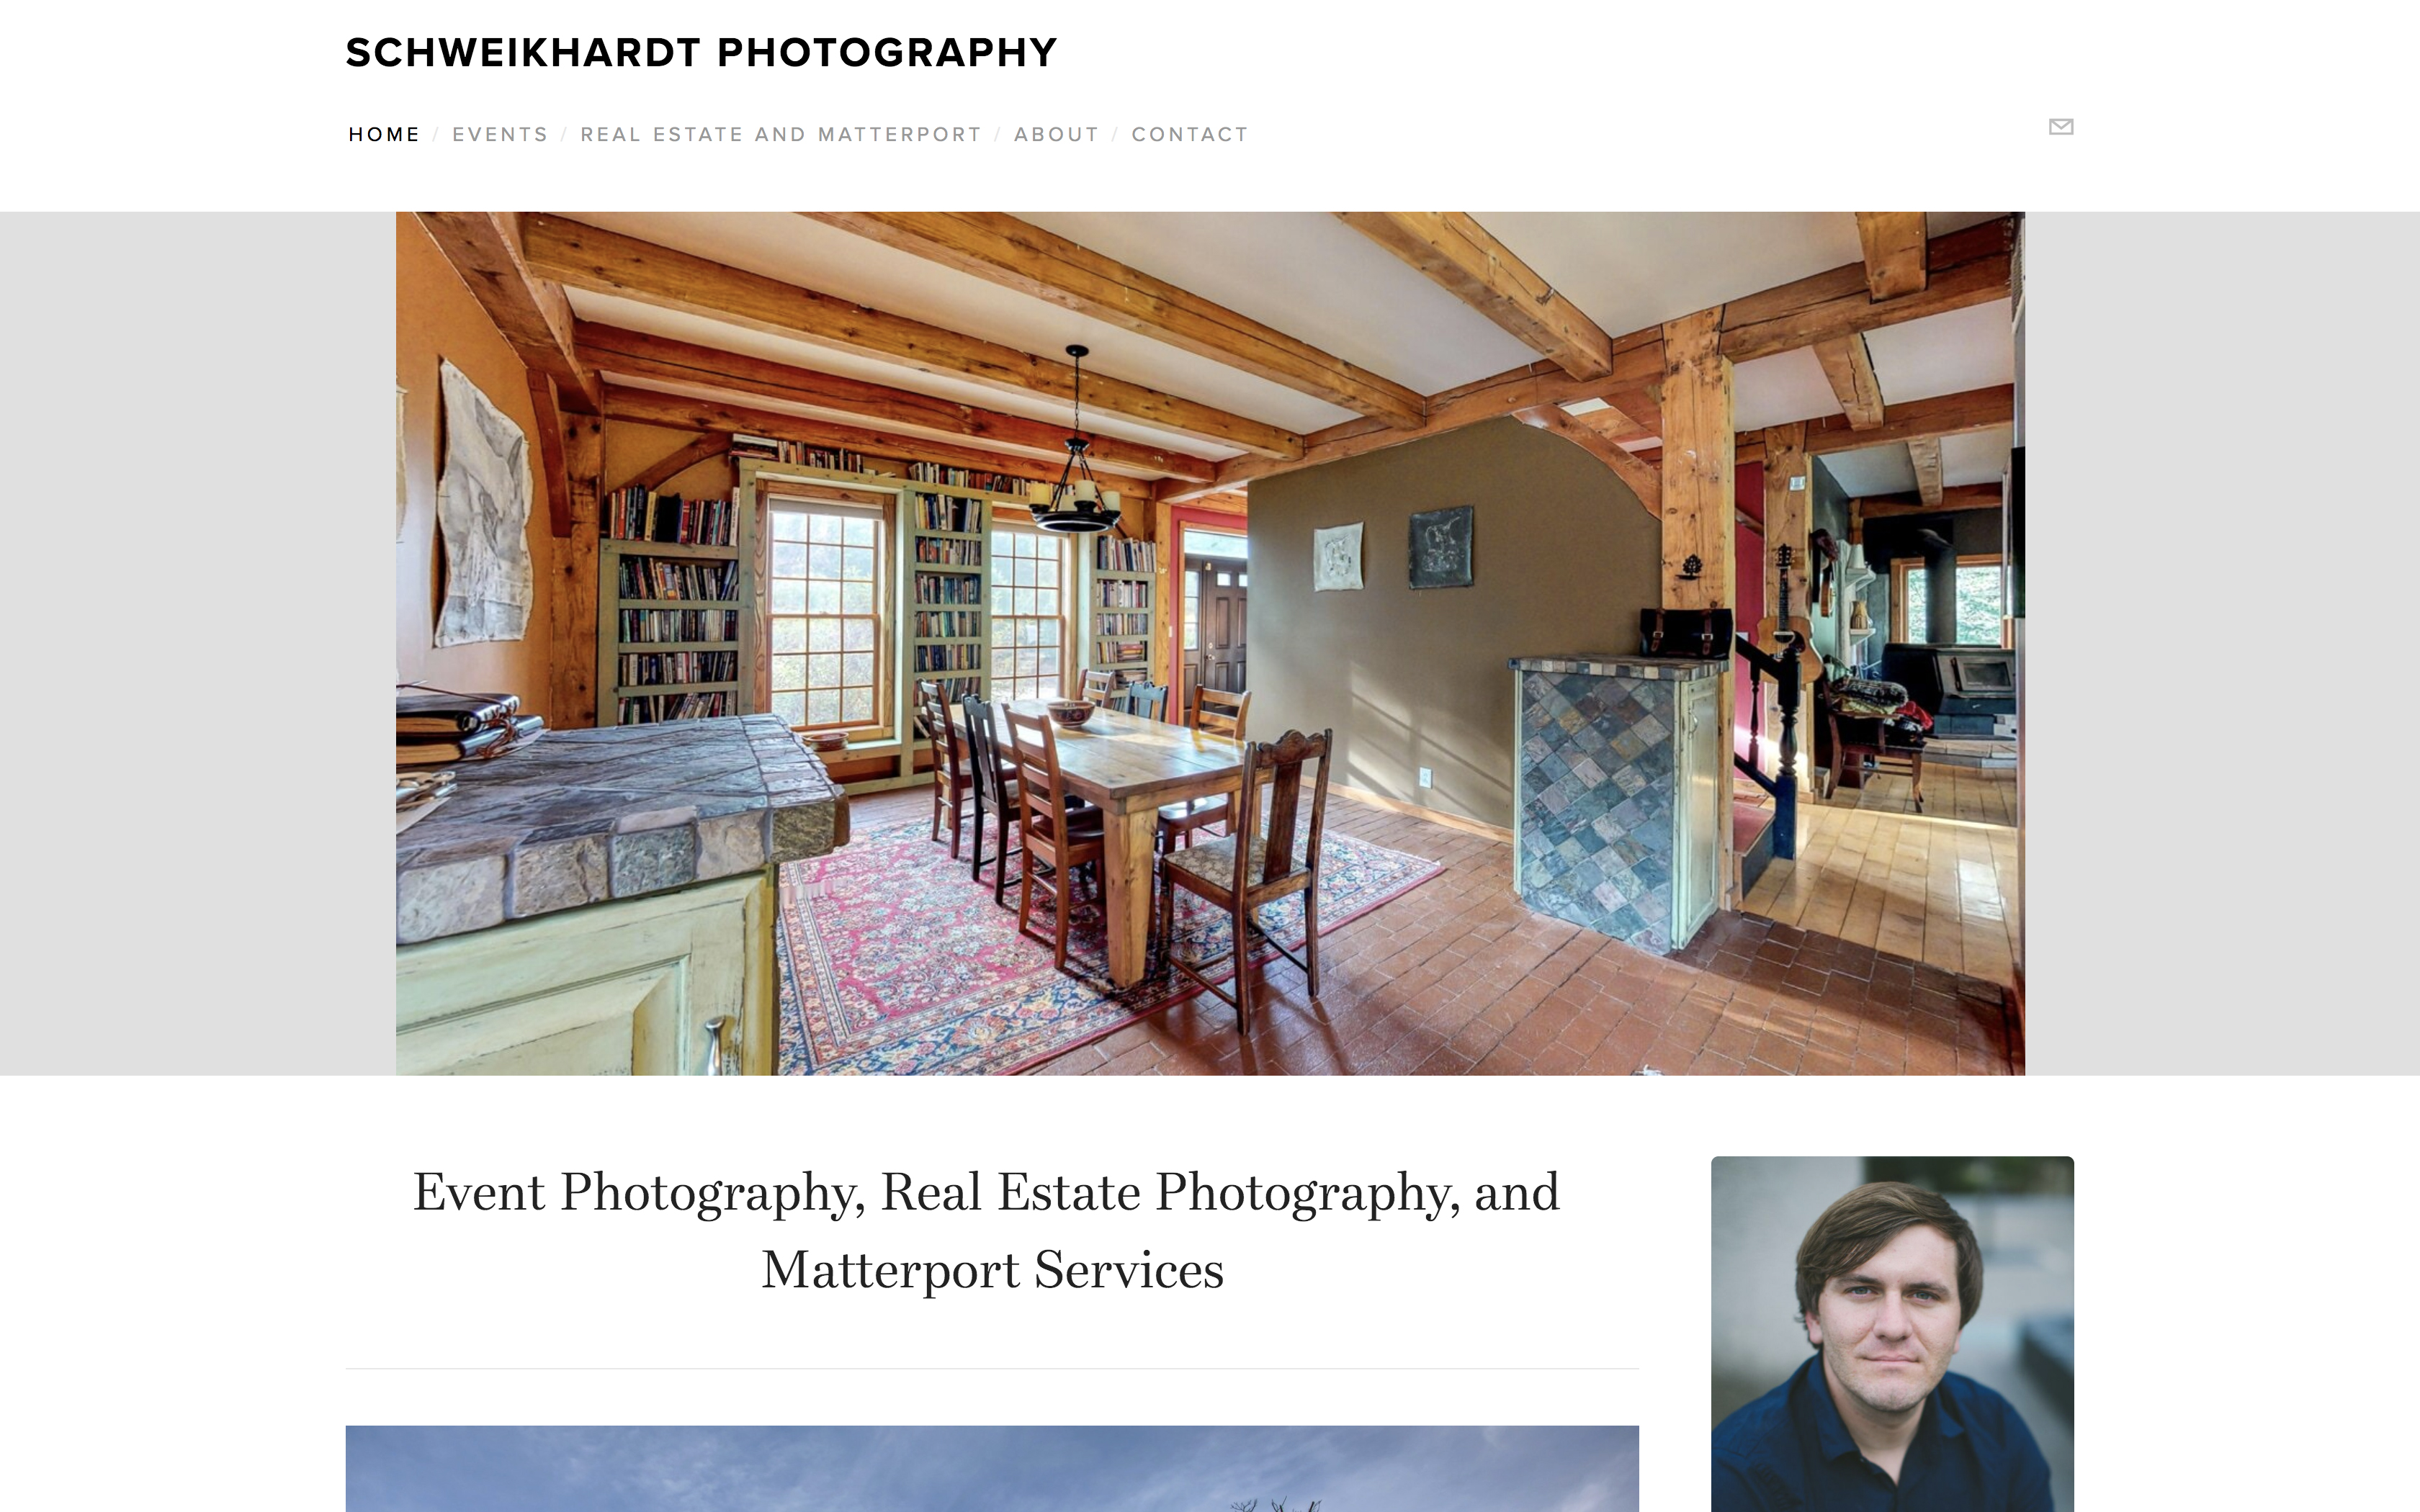 SCHWEIKHARDT PHOTOGRAPHY
HOME / EVENTS / REAL ESTATE AND MATTERPORT / ABOUT / CONTACT
Event Photography, Real Estate Photography, and
Matterport Services